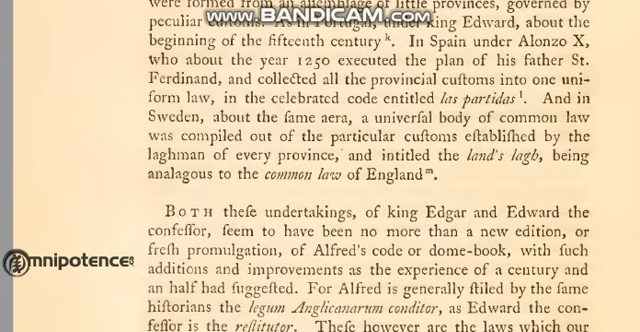 were formed from an assemblage of little provinces, governed by
peculiar cuſtoms. As in Portugal, under king Edward, about the
www.BANDICAM.com
beginning of the fifteenth century k. In Spain under Alonzo X,
who about the year 1250 executed the plan of his father St.
Ferdinand, and collected all the provincial cuſtoms into one uni-
form law, in the celebrated code entitled las partidas l. And in
Sweden, about the ſame aera, a univerſal body of common law
was compiled out of the particular cuſtoms eſtabliſhed by the
laghman of every province, and intitled the land's lagh, being
analagous to the common law of England m.
BOTH theſe undertakings, of king Edgar and Edward the
confeſſor, ſeem to have been no more than a new edition, or
freſh promulgation, of Alfred's code or dome-book, with ſuch
Omnipotence
additions and improvements as the experience of a century and
an half had ſuggeſted. For Alfred is generally ſtiled by the ſame
hiſtorians the legum Anglicanarum conditor, as Edward the con-
feſſor is the reſtitutor. Theſe however are the laws which our